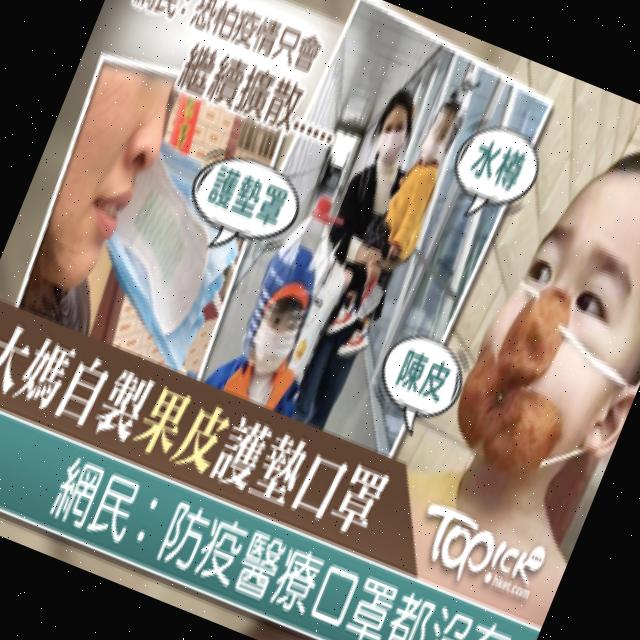 網民：恐怕疫情只會
繼續擴散……
護墊罩
水樽
陳皮
大媽自製果皮護墊口罩
網民：防疫醫療口罩都沒有
TOPick
hket.com